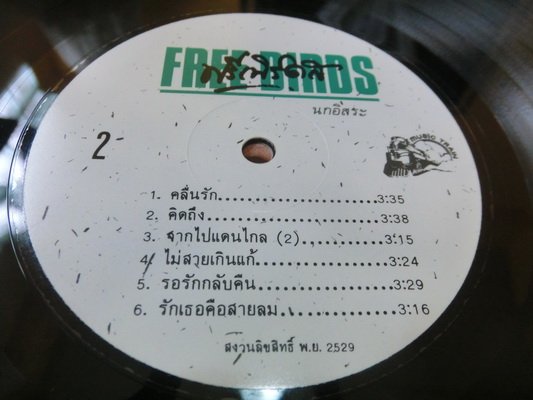 FREE BIRDS
ฟรีเบิร์ดส
นกอิสระ
2
MUSIC TRAIN
1. คลื่นรัก....................3:35
2. คิดถึง......................3:38
3. จากไปแดนไกล (2)..........3:15
4. ไม่สวยเกินแก้................3:24
5. รอรักกลับคืน.................3:29
6. รักเธอคือสายลม..............3:16
สงวนลิขสิทธิ์ พ.ย. 2529